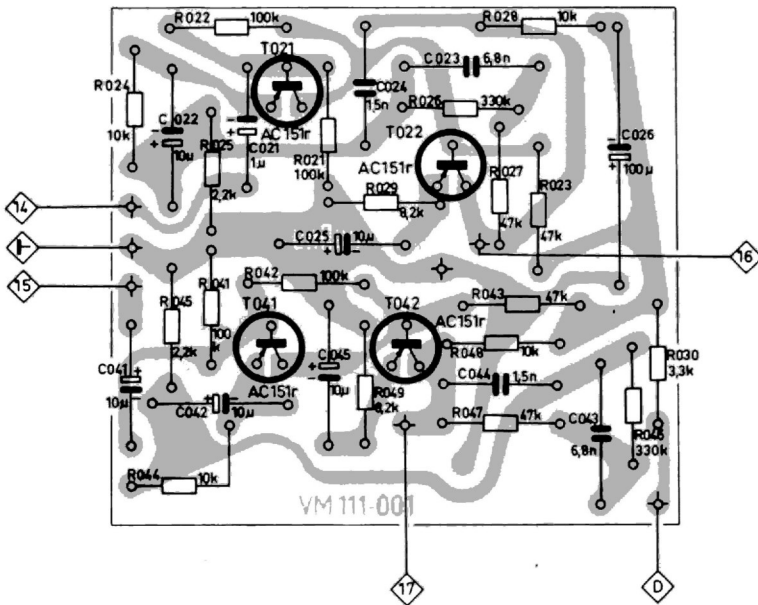 R022
100k
R028
10k
T021
C023
6,8n
R024
C024
1,5n
R026
330k
C022
T022
10k
R025
C021
AC151r
C026
10µ
1µ
R021
100k
AC151r
R027
R023
100µ
2,2k
R029
8,2k
47k
14
47k
C025
10µ
16
15
R042
100k
R045
R041
T041
T042
R043
47k
AC151r
2,2k
100
k
R048
10k
R030
3,3k
C041
C045
C044
1,5n
AC151r
10µ
10µ
R049
8,2k
C042
10µ
R047
47k
C043
6,8n
R046
330k
R044
10k
VM 111-001
17
D